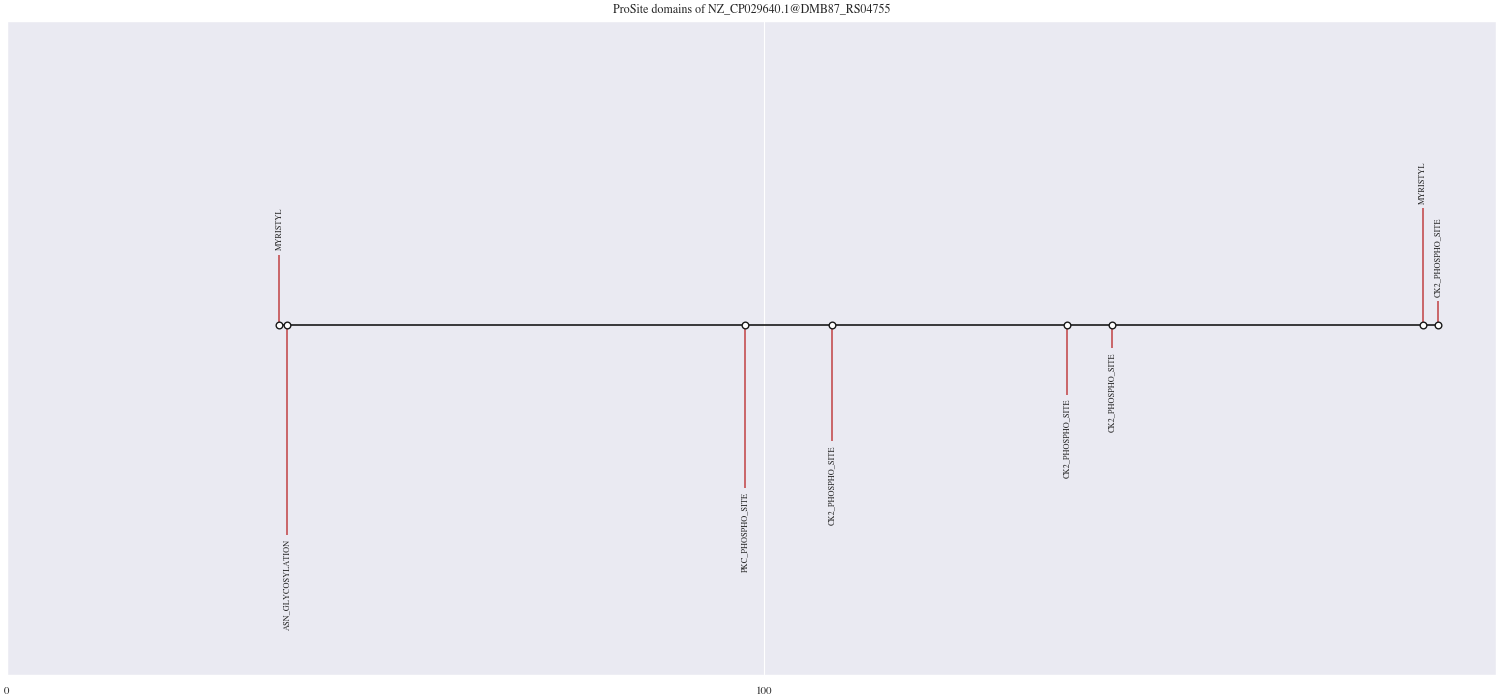 ProSite domains of NZ_CP029640.1@DMB87_RS04755
MYRISTYL
ASN_GLYCOSYLATION
PKC_PHOSPHO_SITE
CK2_PHOSPHO_SITE
CK2_PHOSPHO_SITE
CK2_PHOSPHO_SITE
MYRISTYL
CK2_PHOSPHO_SITE
0
100